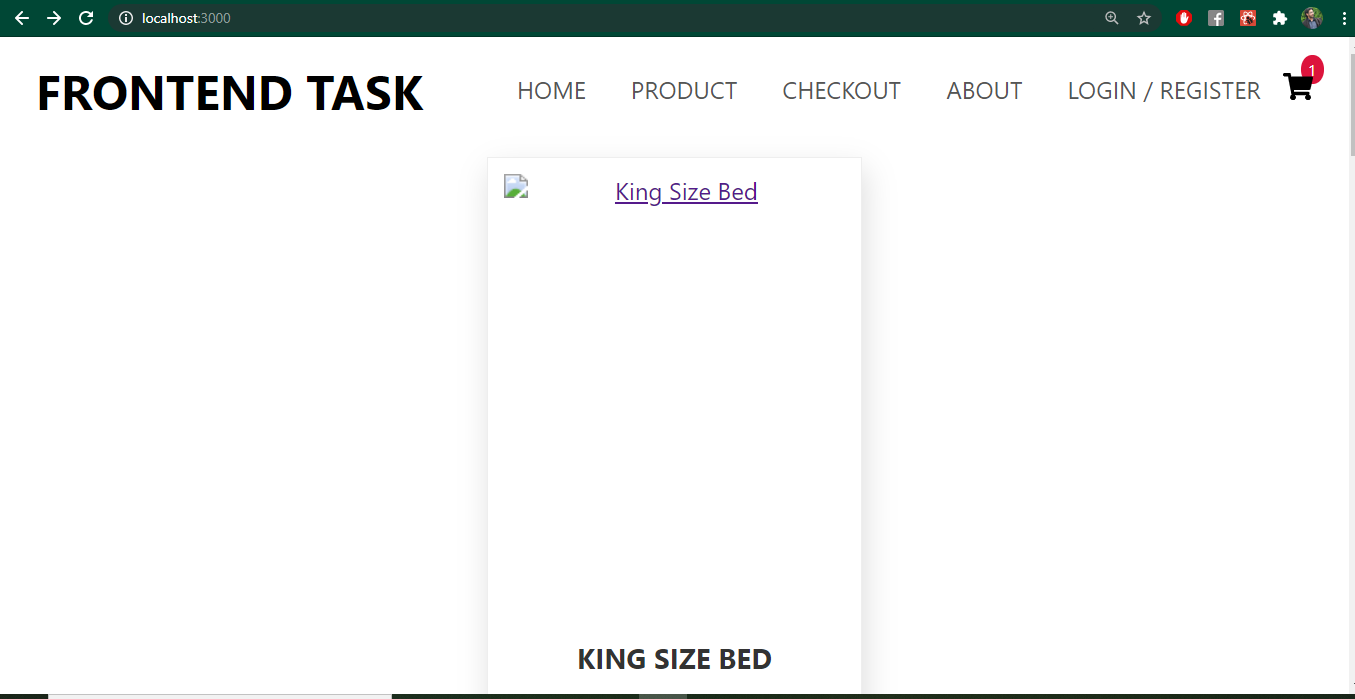 localhost:3000
FRONTEND TASK
HOME PRODUCT CHECKOUT ABOUT LOGIN / REGISTER 1
King Size Bed
KING SIZE BED